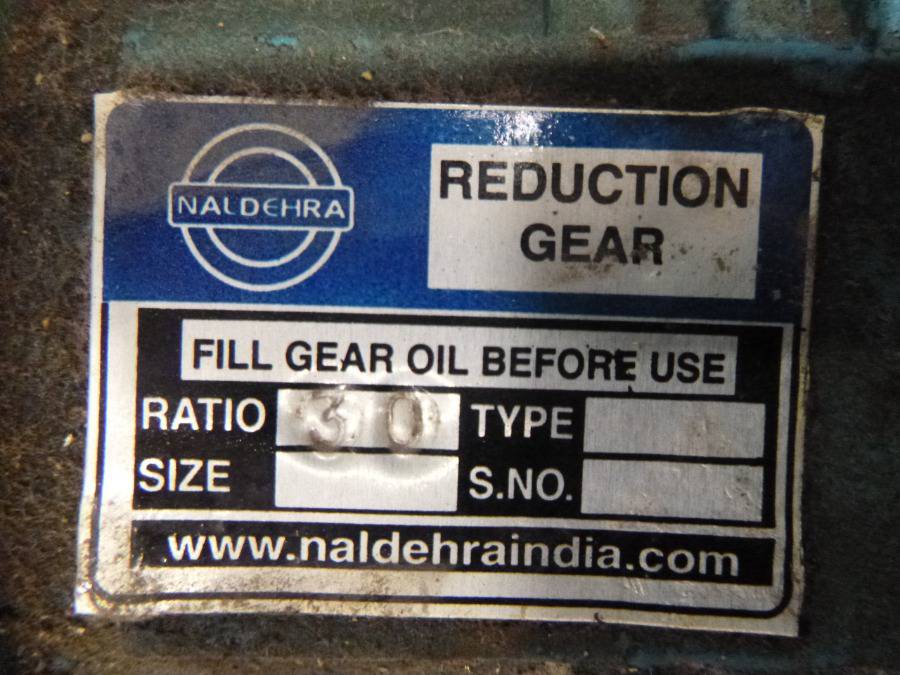 NALDEHRA
REDUCTION
GEAR
FILL GEAR OIL BEFORE USE
RATIO 30 TYPE
SIZE S.NO.
www.naldehraindia.com